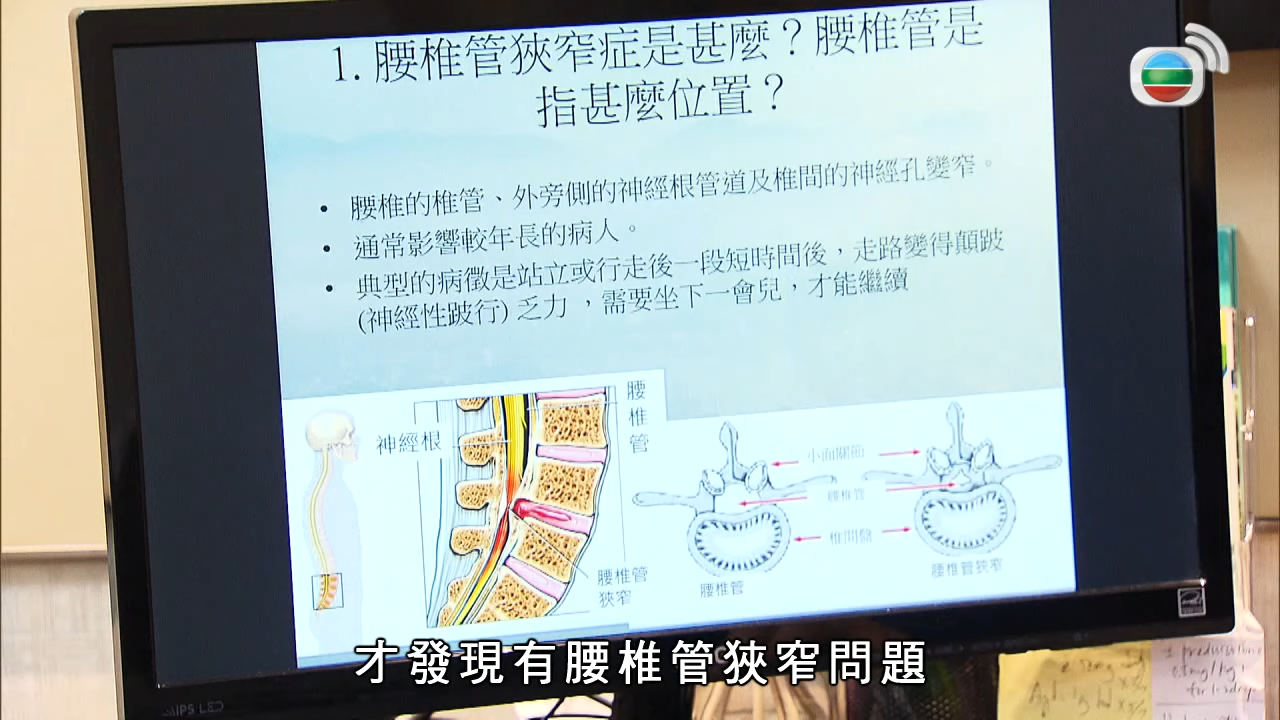 1. 腰椎管狹窄症是甚麼？腰椎管是
指甚麼位置？
• 腰椎的椎管、外旁側的神經根管道及椎間的神經孔變窄。
• 通常影響較年長的病人。
• 典型的病徵是站立或行走後一段短時間後，走路變得顛跛
(神經性跛行) 乏力 ，需要坐下一會兒，才能繼續
神經根
腰
椎
管
腰椎管
狹窄
小面關節
腰椎管
椎間盤
腰椎管
腰椎管狹窄
才發現有腰椎管狹窄問題
IPS LED